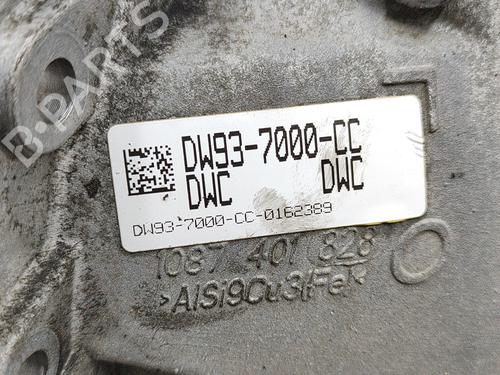 B-PARTS
DW93-7000-CC
DWC DWC
DW93-7000-CC-0162389
1087 401 828
>AlSi9Cu3(Fe)<